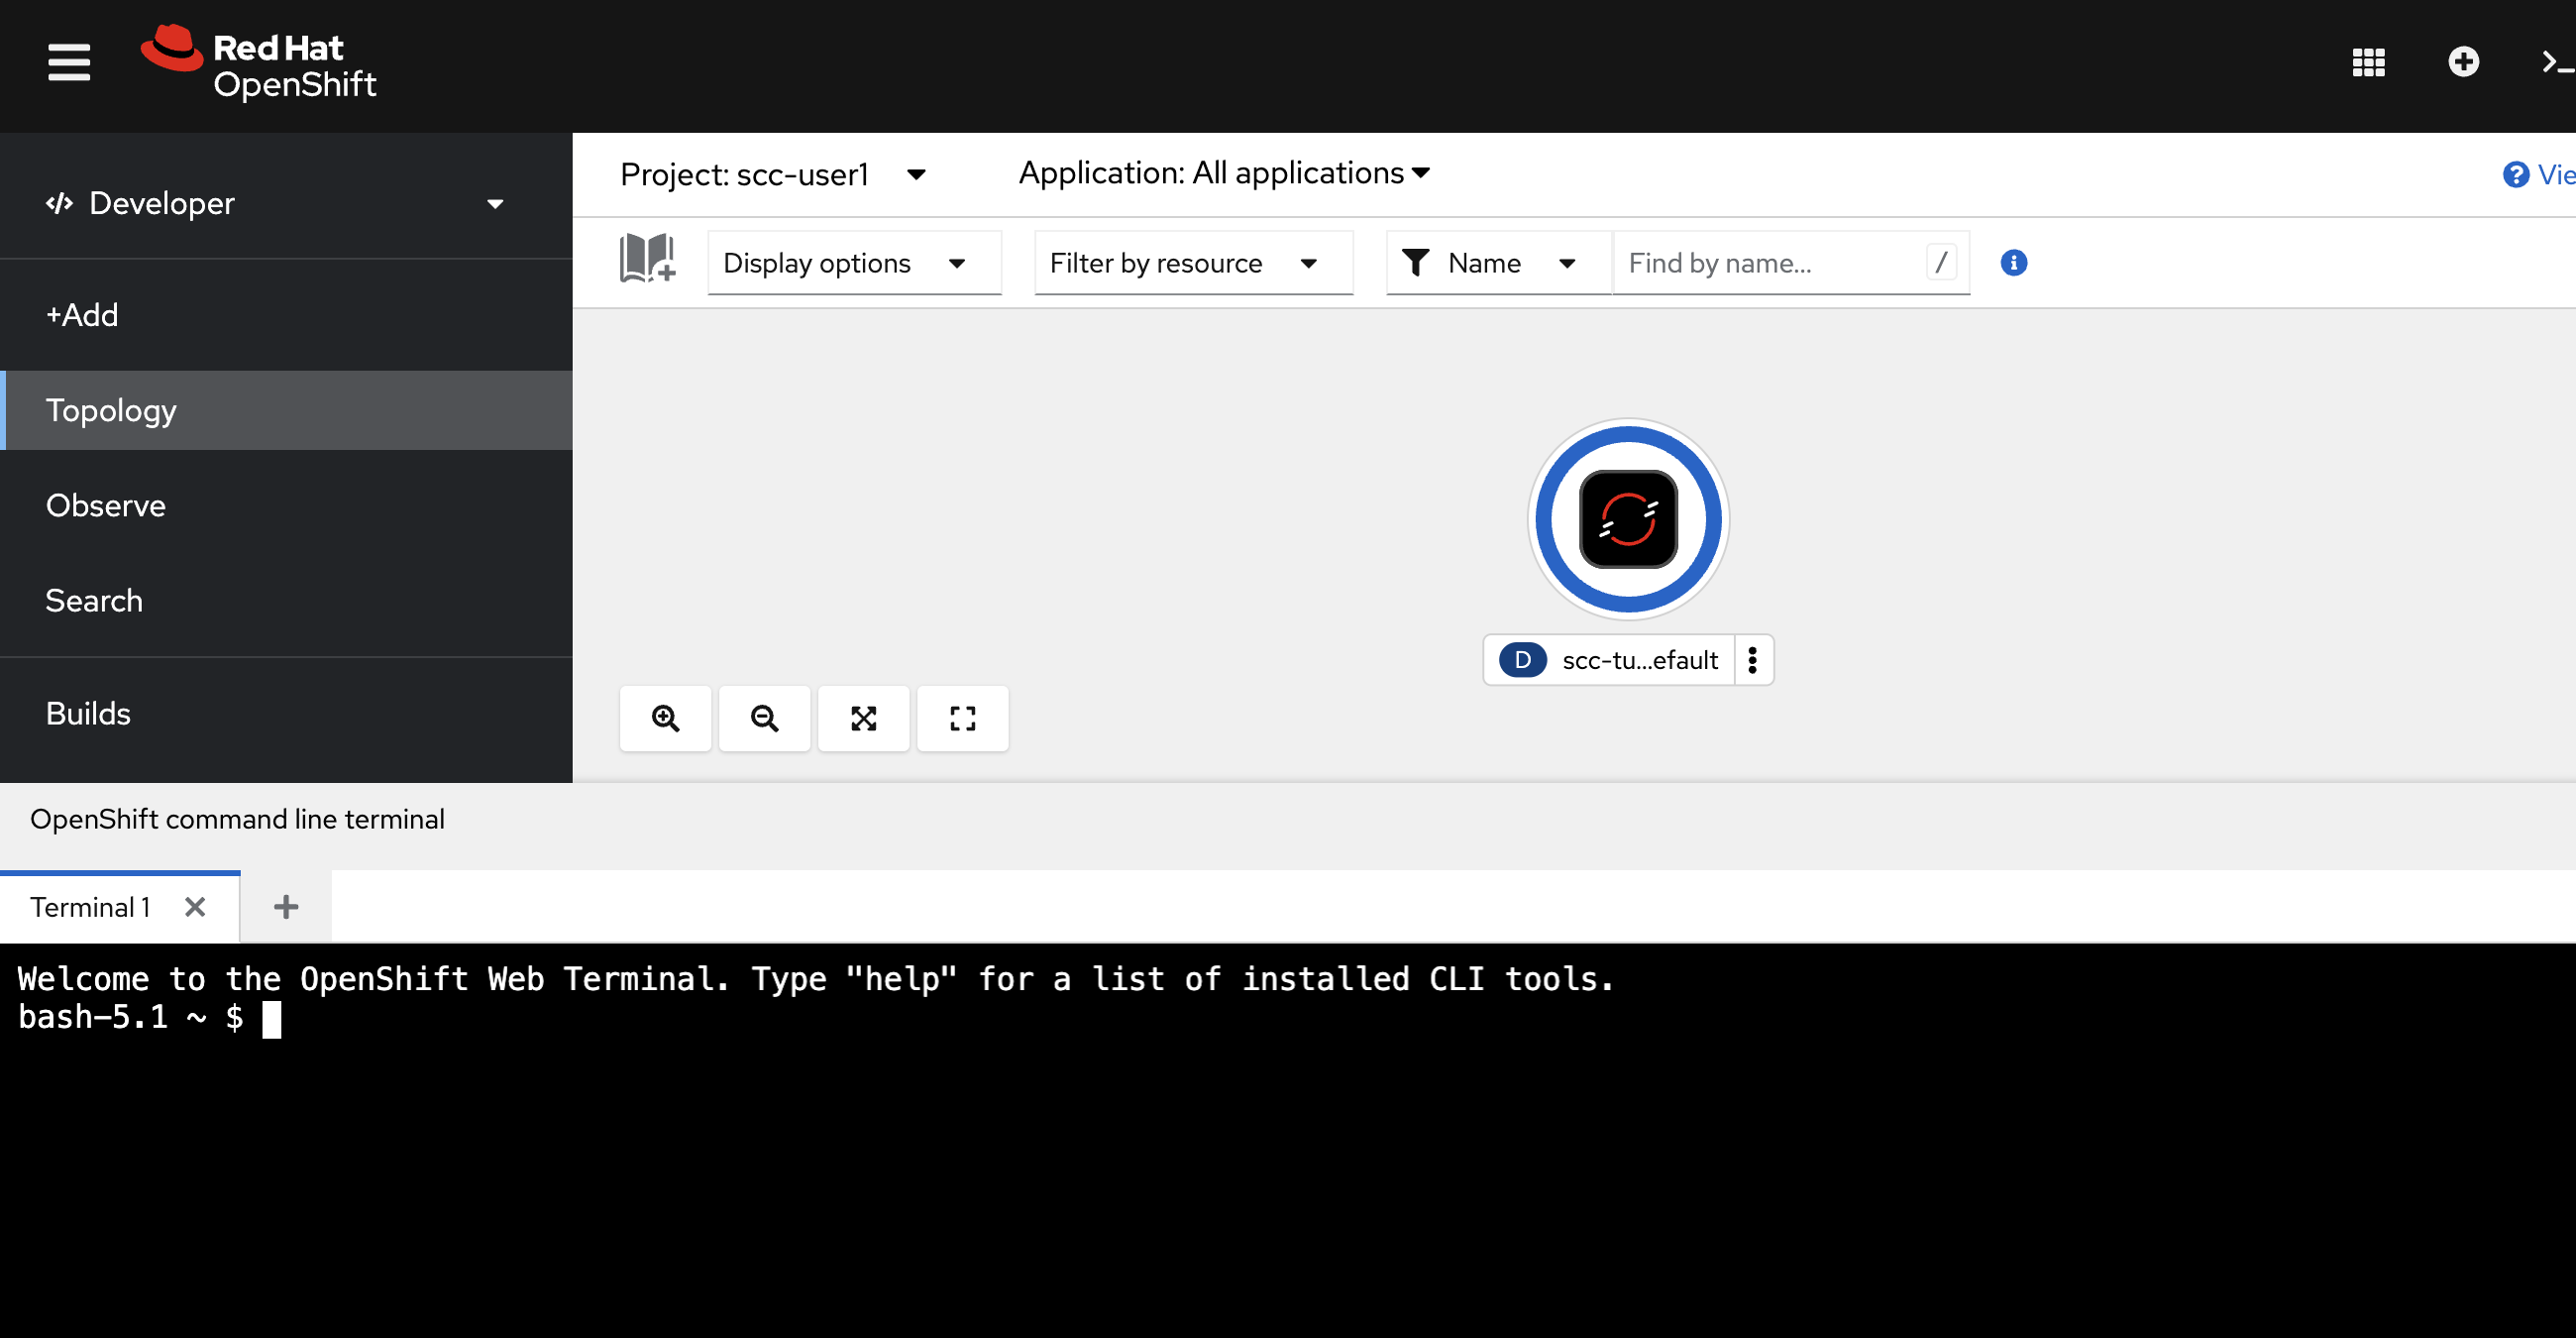 Red Hat
OpenShift
Developer
+Add
Topology
Observe
Search
Builds
Project: scc-user1
Application: All applications
Vie
Display options
Filter by resource
Name
Find by name...
/
D scc-tu...efault
OpenShift command line terminal
Terminal 1
Welcome to the OpenShift Web Terminal. Type "help" for a list of installed CLI tools.
bash-5.1 ~ $